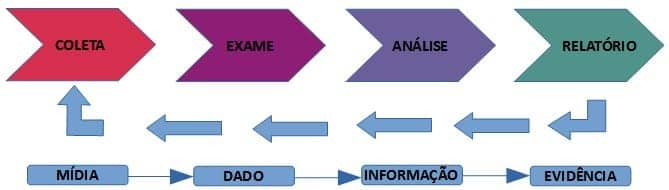 COLETA
EXAME
ANÁLISE
RELATÓRIO
MÍDIA
DADO
INFORMAÇÃO
EVIDÊNCIA